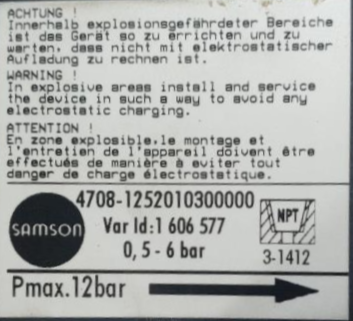 ACHTUNG !
Innerhalb explosionsgefährdeter Bereiche
ist das Gerät so zu errichten und zu
warten, dass nicht mit elektrostatischer
Aufladung zu rechnen ist.
WARNING !
In explosive areas install and service
the device in such a way to avoid any
electrostatic charging.
ATTENTION !
En zone explosible,le montage et
l'entretien de l'appareil doivent être
effectués de manière à eviter tout
danger de charge électrostatique.
4708-1252010300000
SAMSON
Var Id:1 606 577
NPT
0, 5 - 6 bar
3-1412
Pmax.12bar